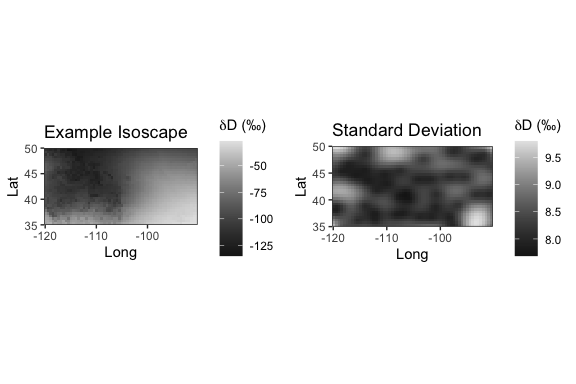 Example Isoscape
50
45
40
35
Lat
-120
-110
-100
Long
δD (‰)
-50
-75
-100
-125
Standard Deviation
50
45
40
35
Lat
-120
-110
-100
Long
δD (‰)
9.5
9.0
8.5
8.0